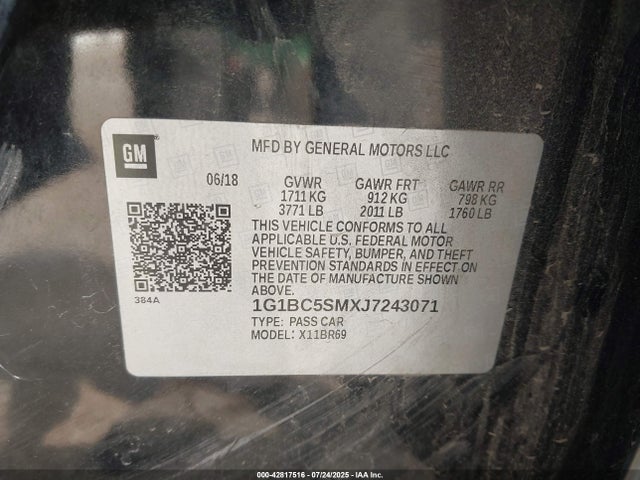 GM
MFD BY GENERAL MOTORS LLC
06/18 GVWR GAWR FRT GAWR RR
1711 KG 912 KG 798 KG
3771 LB 2011 LB 1760 LB
THIS VEHICLE CONFORMS TO ALL
APPLICABLE U.S. FEDERAL MOTOR
VEHICLE SAFETY, BUMPER, AND THEFT
PREVENTION STANDARDS IN EFFECT ON
THE DATE OF MANUFACTURE SHOWN
ABOVE.
384A
1G1BC5SMXJ7243071
TYPE: PASS CAR
MODEL: X11BR69
000-42817516 - 07/24/2025 - IAA Inc.